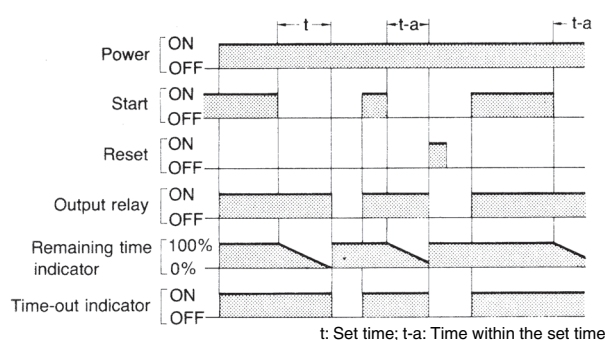 t t-a t-a
Power ON
OFF
Start ON
OFF
Reset ON
OFF
Output relay ON
OFF
Remaining time indicator 100%
0%
Time-out indicator ON
OFF
t: Set time; t-a: Time within the set time